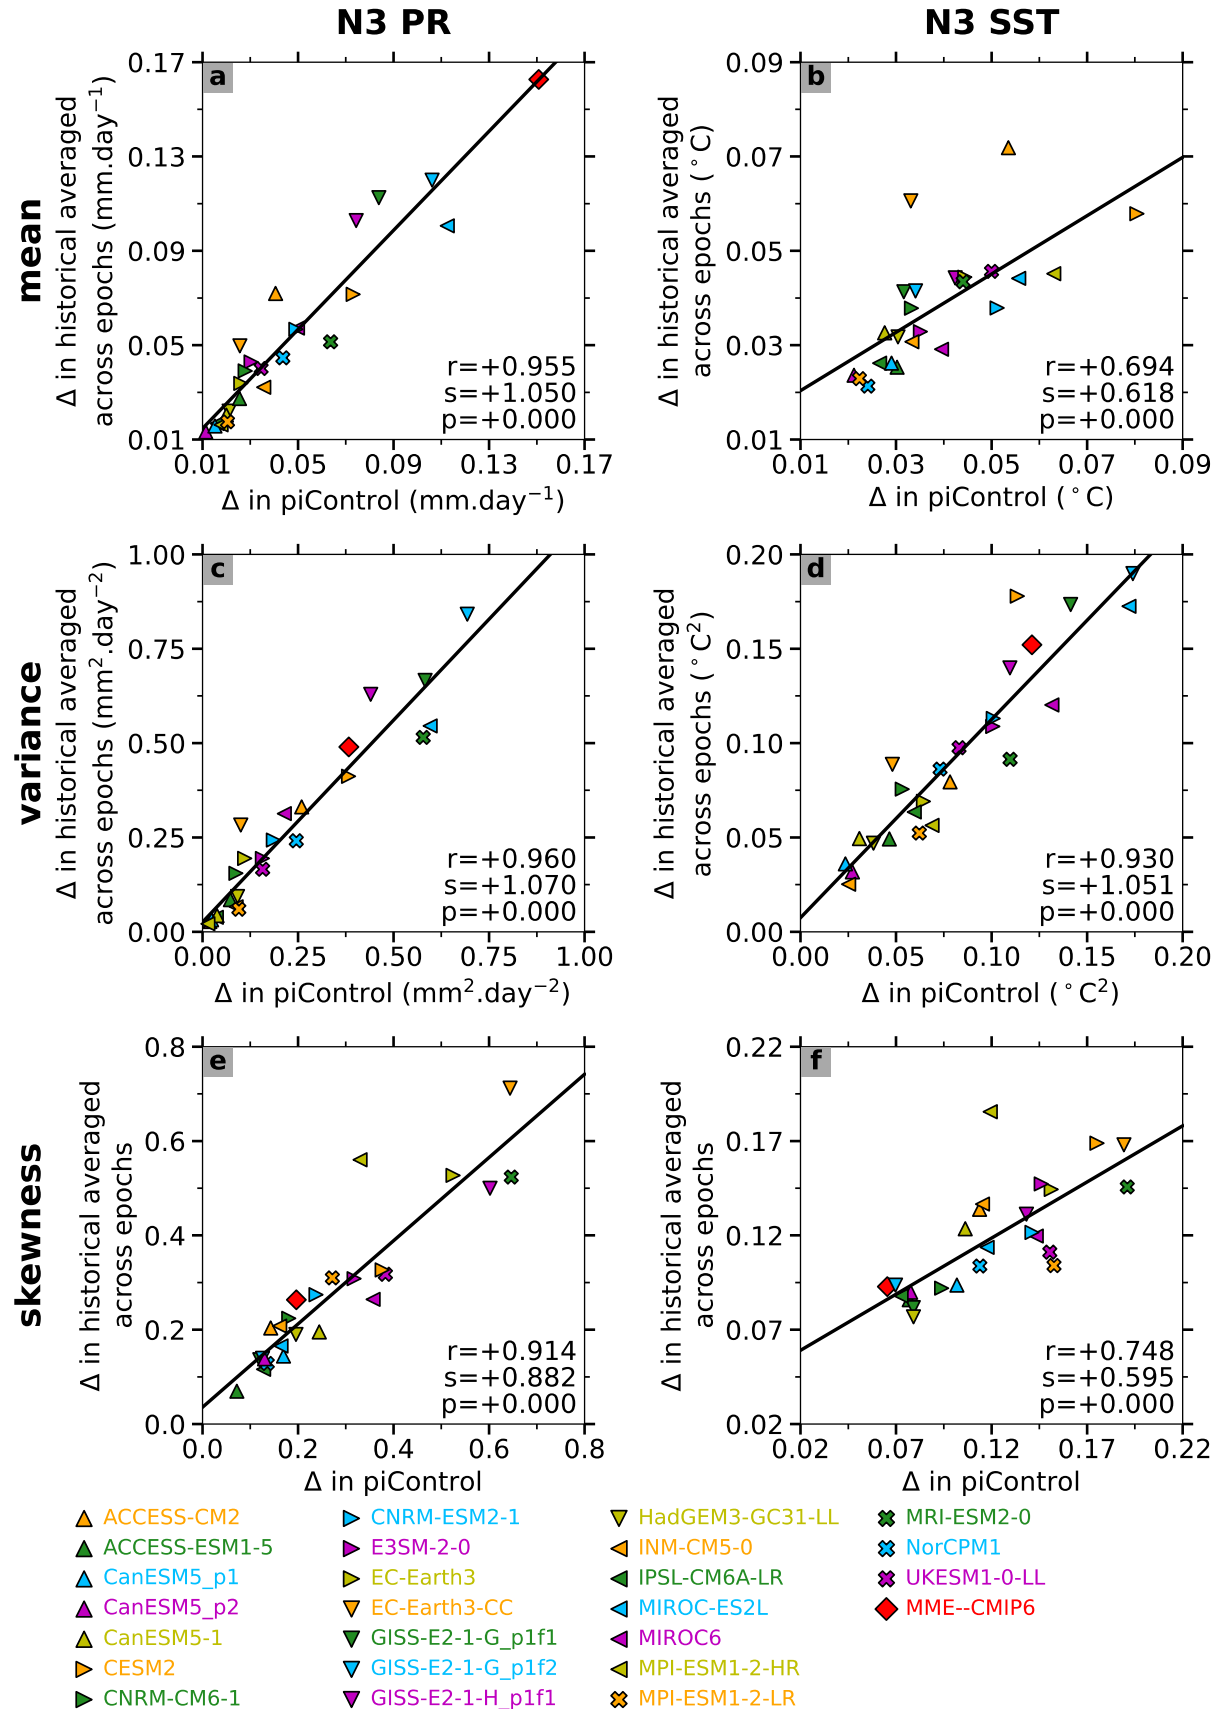 N3 PR
N3 SST
mean
variance
skewness
a
Δ in historical averaged
across epochs (mm.day⁻¹)
0.17
0.13
0.09
0.05
0.01
r=+0.955
s=+1.050
p=+0.000
0.01 0.05 0.09 0.13 0.17
Δ in piControl (mm.day⁻¹)
b
Δ in historical averaged
across epochs (°C)
0.09
0.07
0.05
0.03
0.01
r=+0.694
s=+0.618
p=+0.000
0.01 0.03 0.05 0.07 0.09
Δ in piControl (°C)
c
Δ in historical averaged
across epochs (mm².day⁻²)
1.00
0.75
0.50
0.25
0.00
r=+0.960
s=+1.070
p=+0.000
0.00 0.25 0.50 0.75 1.00
Δ in piControl (mm².day⁻²)
d
Δ in historical averaged
across epochs (°C²)
0.20
0.15
0.10
0.05
0.00
r=+0.930
s=+1.051
p=+0.000
0.00 0.05 0.10 0.15 0.20
Δ in piControl (°C²)
e
Δ in historical averaged
across epochs
0.8
0.6
0.4
0.2
0.0
r=+0.914
s=+0.882
p=+0.000
0.0 0.2 0.4 0.6 0.8
Δ in piControl
f
Δ in historical averaged
across epochs
0.22
0.17
0.12
0.07
0.02
r=+0.748
s=+0.595
p=+0.000
0.02 0.07 0.12 0.17 0.22
Δ in piControl
ACCESS-CM2
ACCESS-ESM1-5
CanESM5_p1
CanESM5_p2
CanESM5-1
CESM2
CNRM-CM6-1
CNRM-ESM2-1
E3SM-2-0
EC-Earth3
EC-Earth3-CC
GISS-E2-1-G_p1f1
GISS-E2-1-G_p1f2
GISS-E2-1-H_p1f1
HadGEM3-GC31-LL
INM-CM5-0
IPSL-CM6A-LR
MIROC-ES2L
MIROC6
MPI-ESM1-2-HR
MPI-ESM1-2-LR
MRI-ESM2-0
NorCPM1
UKESM1-0-LL
MME--CMIP6